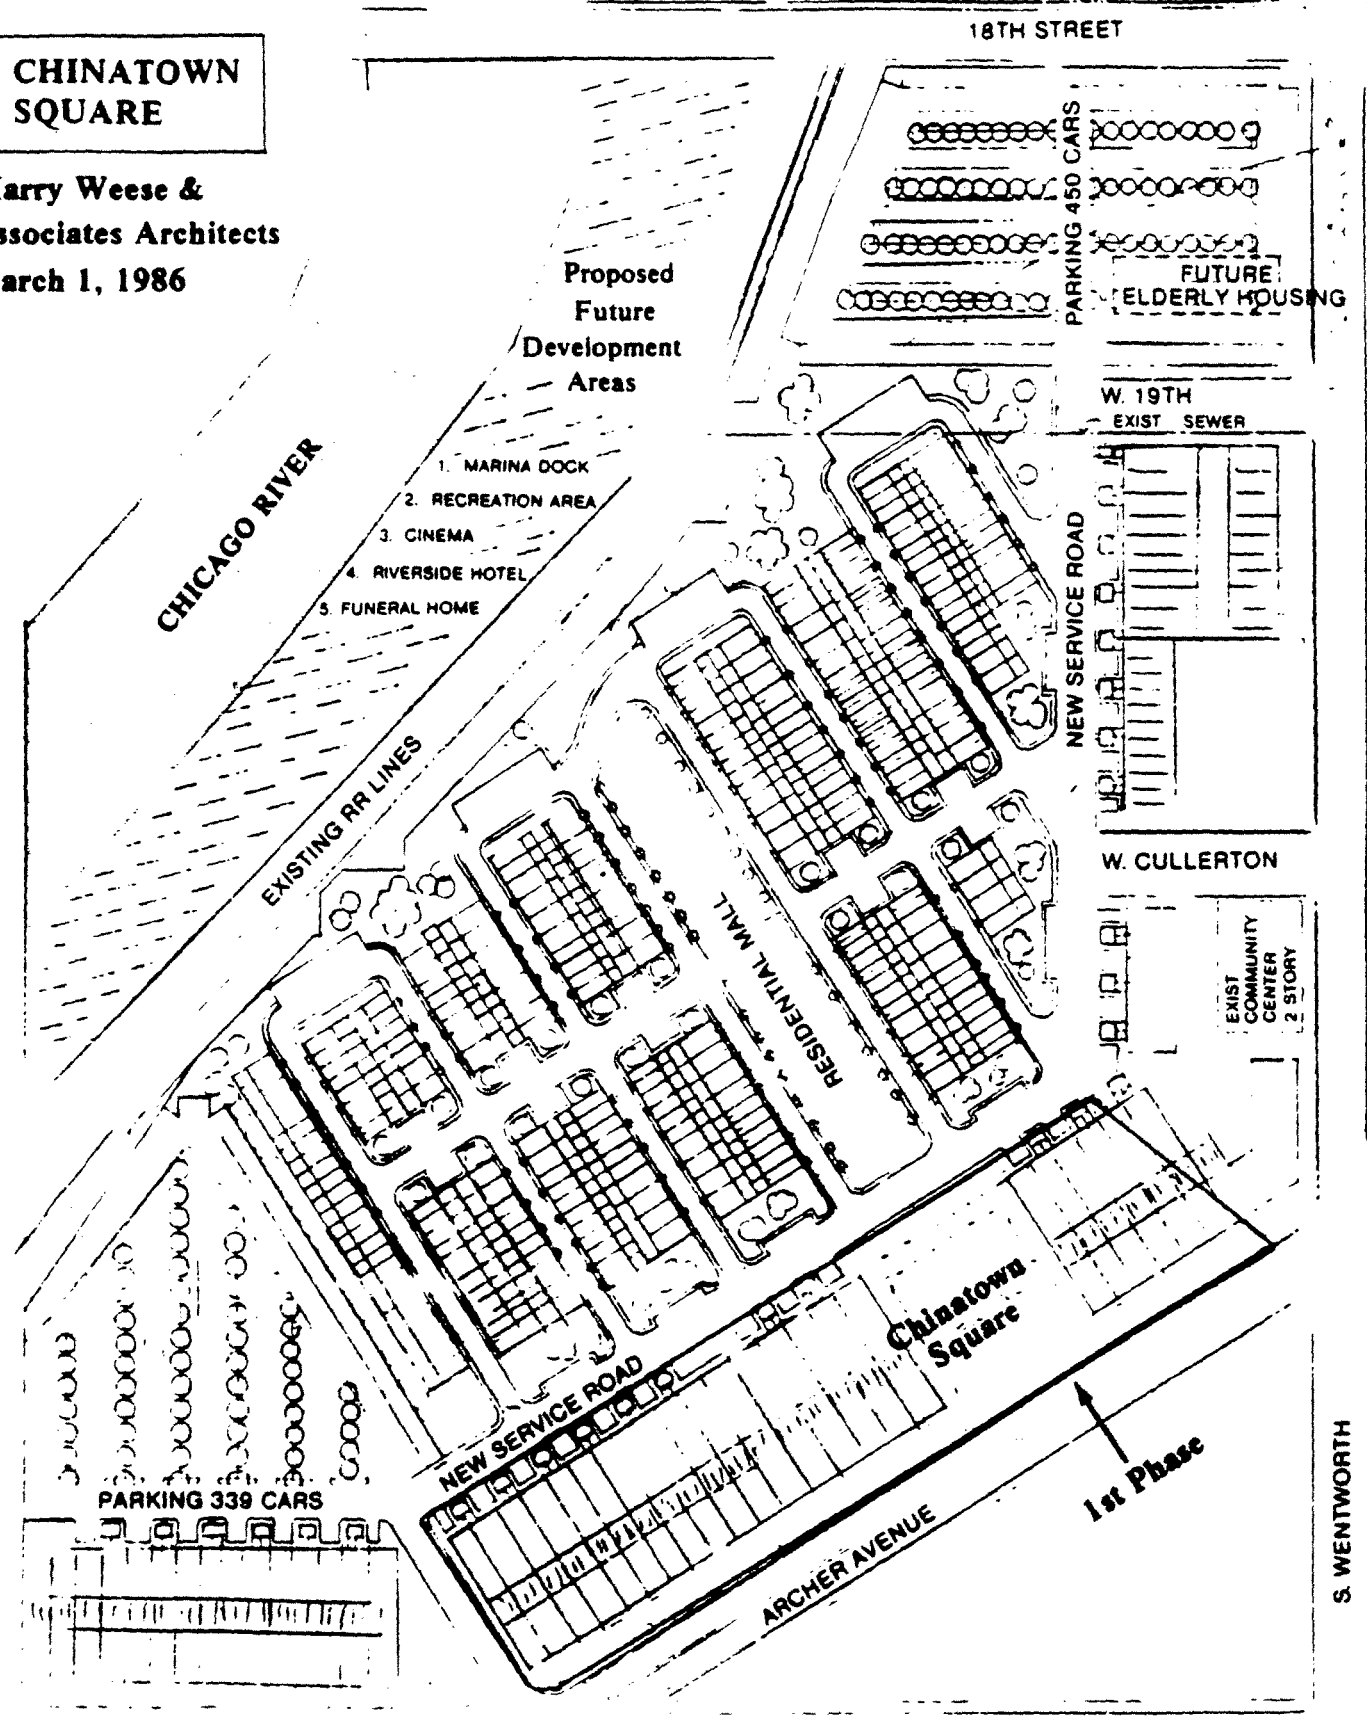 18TH STREET
CHINATOWN
SQUARE
arry Weese &
ssociates Architects
arch 1, 1986
PARKING 450 CARS
FUTURE
ELDERLY HOUSING
Proposed
Future
Development
Areas
W. 19TH
EXIST SEWER
CHICAGO RIVER
1. MARINA DOCK
2. RECREATION AREA
3. CINEMA
4. RIVERSIDE HOTEL
5. FUNERAL HOME
NEW SERVICE ROAD
EXISTING RR LINES
W. CULLERTON
RESIDENTIAL MALL
EXIST
COMMUNITY
CENTER
2 STORY
Chinatown
Square
NEW SERVICE ROAD
1st Phase
PARKING 339 CARS
ARCHER AVENUE
S. WENTWORTH